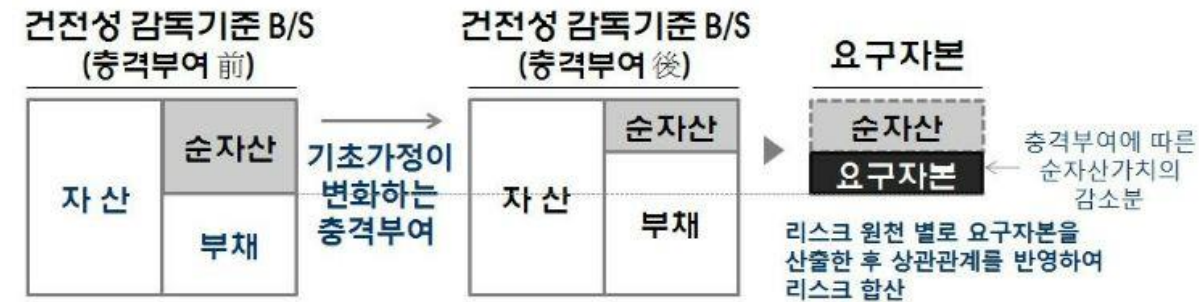 건전성 감독기준 B/S
(충격부여 前)
자 산
순자산
부채
기초가정이
변화하는
충격부여
건전성 감독기준 B/S
(충격부여 後)
자 산
순자산
부채
요구자본
순자산
요구자본
충격부여에 따른
순자산가치의
감소분
리스크 원천 별로 요구자본을
산출한 후 상관관계를 반영하여
리스크 합산